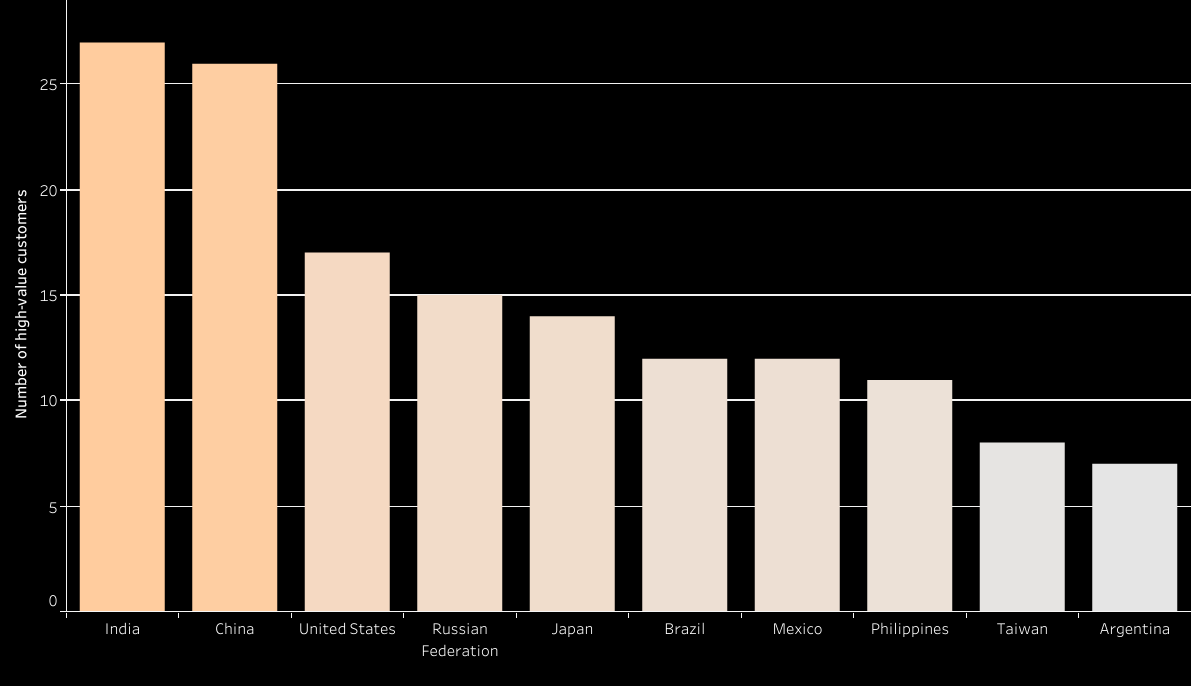 Number of high-value customers
25
20
15
10
5
0
India
China
United States
Russian
Federation
Japan
Brazil
Mexico
Philippines
Taiwan
Argentina